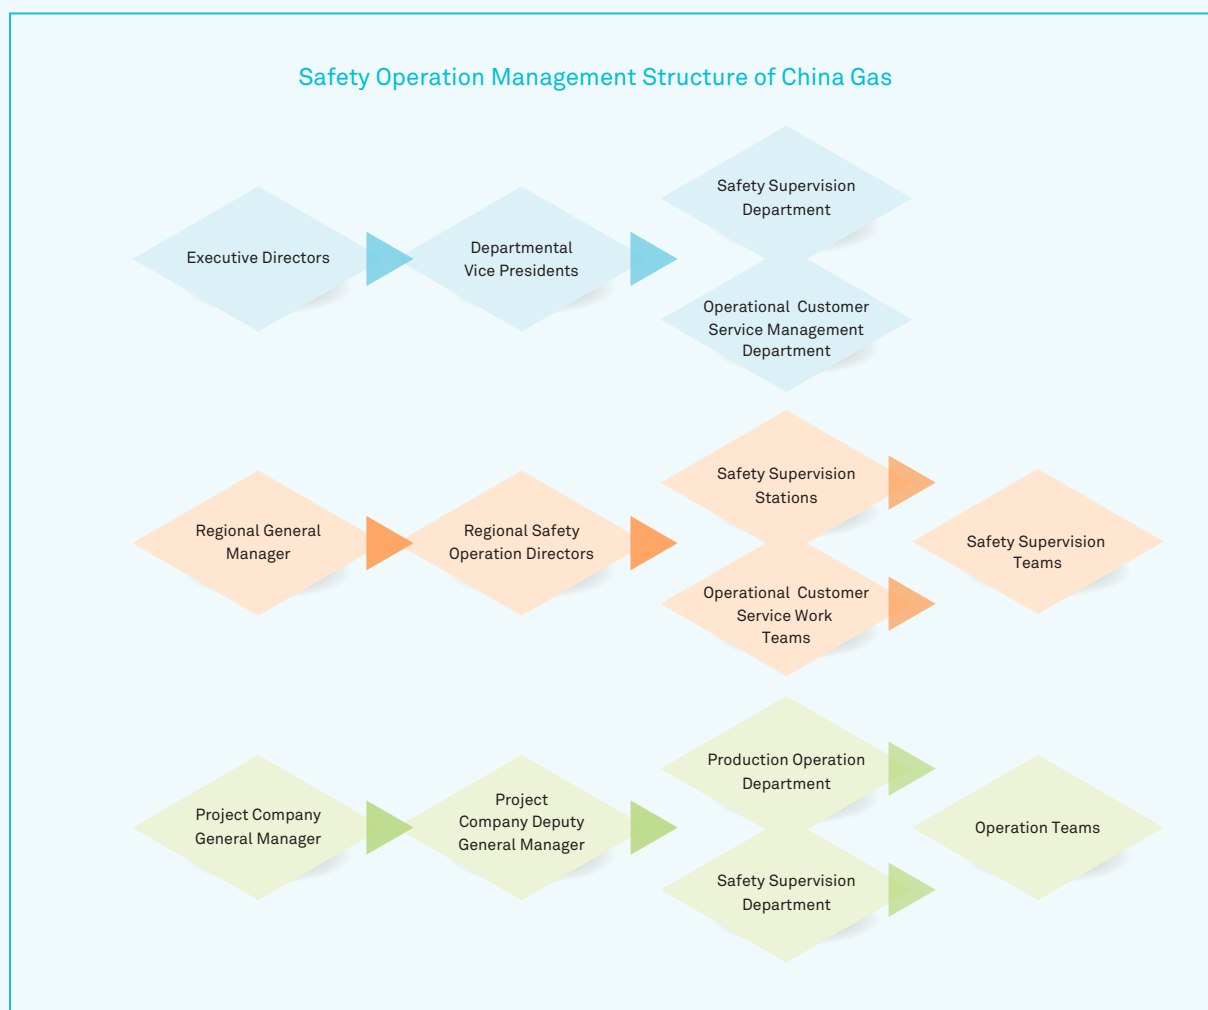 Safety Operation Management Structure of China Gas
Executive Directors
Departmental
Vice Presidents
Safety Supervision
Department
Operational Customer
Service Management
Department
Regional General
Manager
Regional Safety
Operation Directors
Safety Supervision
Stations
Operational Customer
Service Work
Teams
Safety Supervision
Teams
Project Company
General Manager
Project
Company Deputy
General Manager
Production Operation
Department
Safety Supervision
Department
Operation Teams